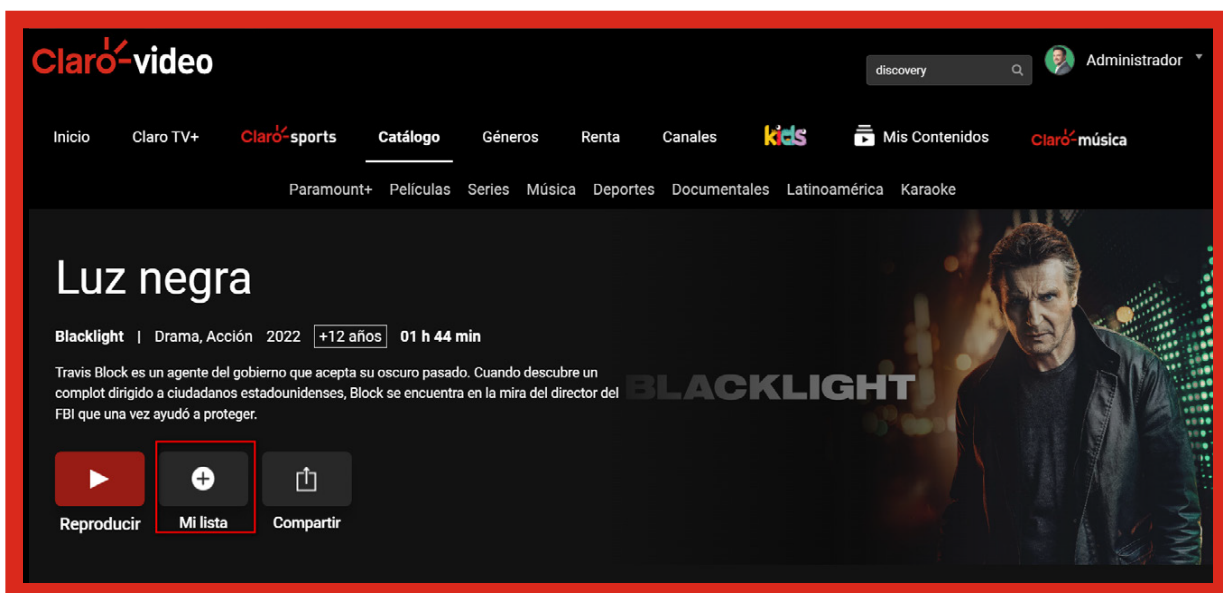 Claro-video
discovery
Administrador
Inicio Claro TV+ Claro-sports Catálogo Géneros Renta Canales kids Mis Contenidos Claro-música
Paramount+ Películas Series Música Deportes Documentales Latinoamérica Karaoke
Luz negra
Blacklight | Drama, Acción 2022 +12 años 01 h 44 min
Travis Block es un agente del gobierno que acepta su oscuro pasado. Cuando descubre un
complot dirigido a ciudadanos estadounidenses, Block se encuentra en la mira del director del
FBI que una vez ayudó a proteger.
BLACKLIGHT
Reproducir Mi lista Compartir